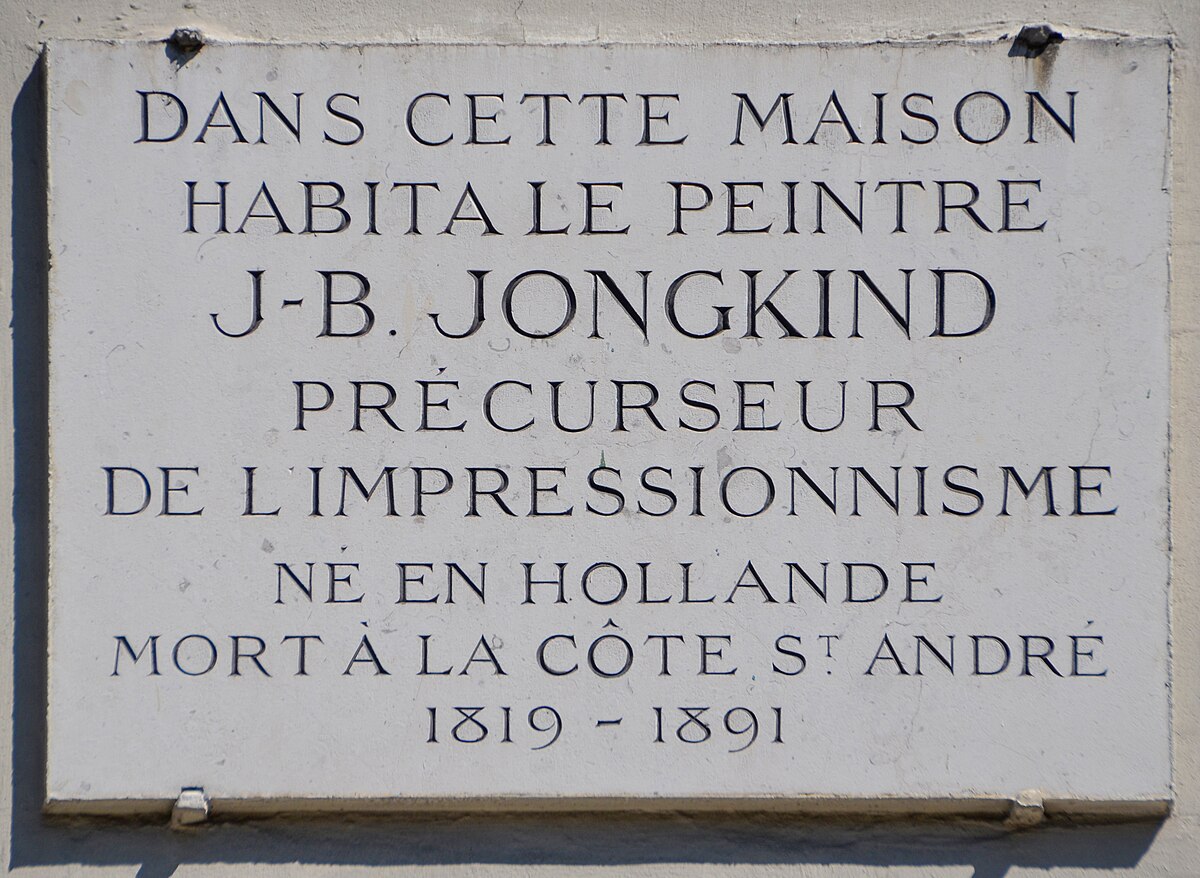 DANS CETTE MAISON
HABITA LE PEINTRE
J-B. JONGKIND
PRÉCURSEUR
DE L'IMPRESSIONNISME
NÉ EN HOLLANDE
MORT À LA CÔTE ST. ANDRÉ
1819 - 1891